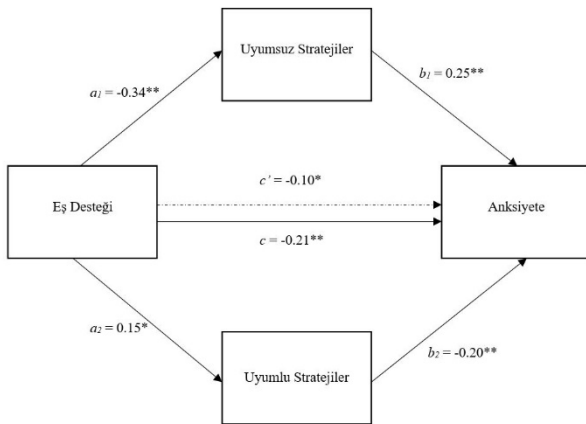 Uyumsuz Stratejiler
a₁ = -0.34**
b₁ = 0.25**
Eş Desteği
c' = -0.10*
c = -0.21**
Anksiyete
a₂ = 0.15*
b₂ = -0.20**
Uyumlu Stratejiler